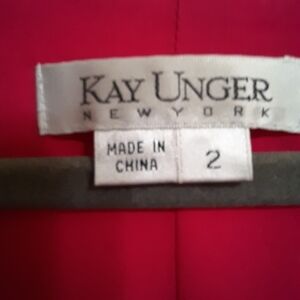 KAY UNGER
NEW YORK
MADE IN
CHINA
2